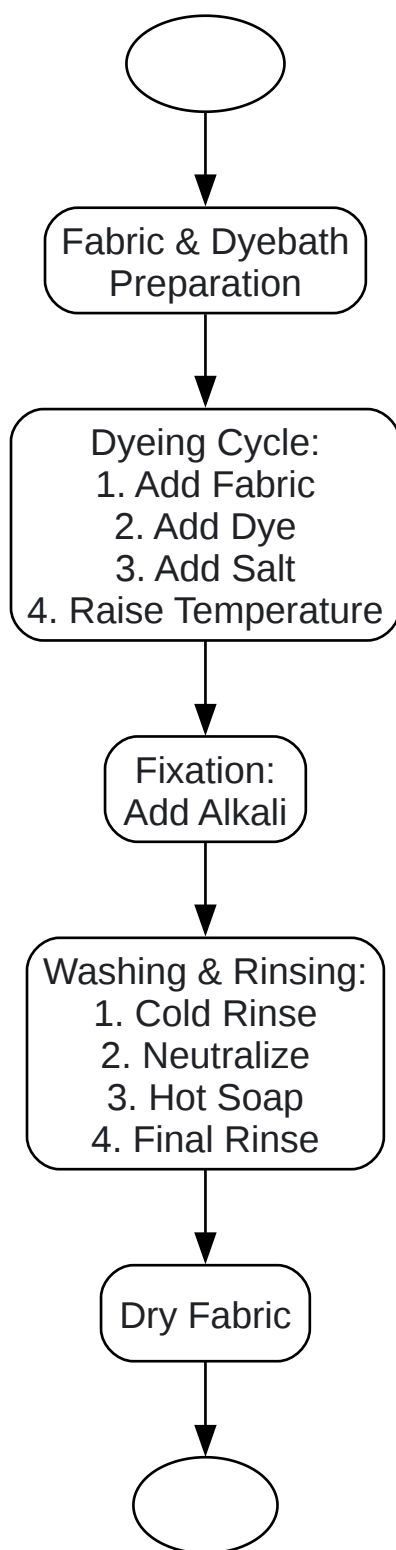 Fabric & Dyebath
Preparation
Dyeing Cycle:
1. Add Fabric
2. Add Dye
3. Add Salt
4. Raise Temperature
Fixation:
Add Alkali
Washing & Rinsing:
1. Cold Rinse
2. Neutralize
3. Hot Soap
4. Final Rinse
Dry Fabric